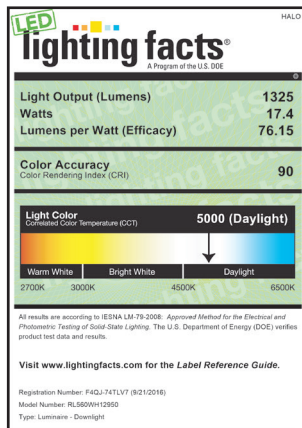 HALO
LED
lighting facts®
A Program of the U.S. DOE
Light Output (Lumens) 1325
Watts 17.4
Lumens per Watt (Efficacy) 76.15
Color Accuracy 90
Color Rendering Index (CRI)
Light Color 5000 (Daylight)
Correlated Color Temperature (CCT)
Warm White Bright White Daylight
2700K 3000K 4500K 6500K
All results are according to IESNA LM-79-2008: Approved Method for the Electrical and
Photometric Testing of Solid-State Lighting. The U.S. Department of Energy (DOE) verifies
product test data and results.
Visit www.lightingfacts.com for the Label Reference Guide.
Registration Number: F4QJ-74TLV7 (9/21/2016)
Model Number: RL560WH12950
Type: Luminaire - Downlight